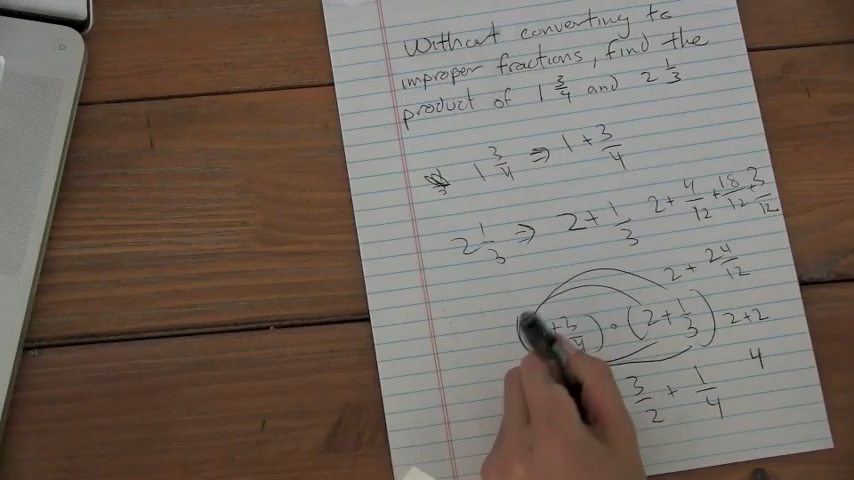 Without converting to
improper fractions, find the
product of 1 3/4 and 2 1/3
1 3/4 ⇒ 1 + 3/4
2 1/3 ⇒ 2 + 1/3
2 + 4/12 + 18/12 + 3/12
2 + 24/12
+ 3/4) • (2 + 1/3)
2 + 2
3/2 + 1/4
4